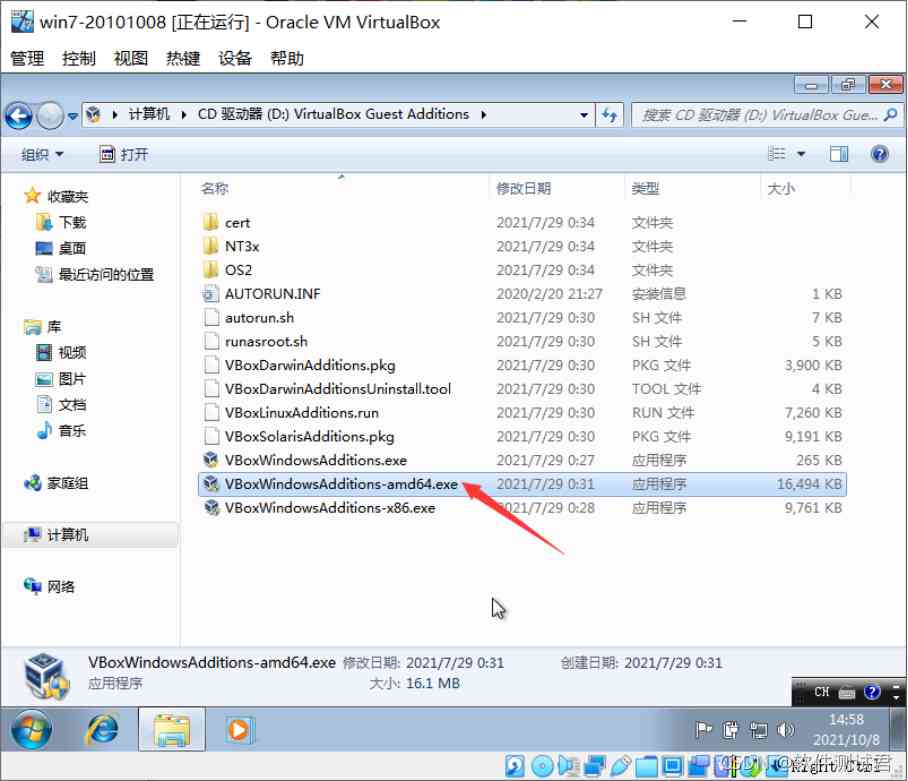 win7-20101008 [正在运行] - Oracle VM VirtualBox
管理 控制 视图 热键 设备 帮助
计算机 CD 驱动器 (D:) VirtualBox Guest Additions 搜索 CD 驱动器 (D:) VirtualBox Gue...
组织 打开
名称 修改日期 类型 大小
收藏夹
下载
桌面
最近访问的位置
库
视频
图片
文档
音乐
家庭组
计算机
网络
cert 2021/7/29 0:34 文件夹
NT3x 2021/7/29 0:34 文件夹
OS2 2021/7/29 0:34 文件夹
AUTORUN.INF 2020/2/20 21:27 安装信息 1 KB
autorun.sh 2021/7/29 0:30 SH 文件 7 KB
runasroot.sh 2021/7/29 0:30 SH 文件 5 KB
VBoxDarwinAdditions.pkg 2021/7/29 0:30 PKG 文件 3,900 KB
VBoxDarwinAdditionsUninstall.tool 2021/7/29 0:30 TOOL 文件 4 KB
VBoxLinuxAdditions.run 2021/7/29 0:30 RUN 文件 7,260 KB
VBoxSolarisAdditions.pkg 2021/7/29 0:30 PKG 文件 9,191 KB
VBoxWindowsAdditions.exe 2021/7/29 0:27 应用程序 265 KB
VBoxWindowsAdditions-amd64.exe 2021/7/29 0:31 应用程序 16,494 KB
VBoxWindowsAdditions-x86.exe 2021/7/29 0:28 应用程序 9,761 KB
VBoxWindowsAdditions-amd64.exe 修改日期: 2021/7/29 0:31 创建日期: 2021/7/29 0:31
应用程序 大小: 16.1 MB
CH
14:58
2021/10/8
Right Ctrl
CSDN @软件测试君